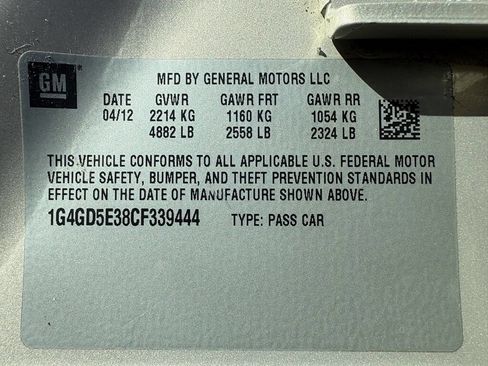 GM
MFD BY GENERAL MOTORS LLC
DATE GVWR GAWR FRT GAWR RR
04/12 2214 KG 1160 KG 1054 KG
4882 LB 2558 LB 2324 LB
THIS VEHICLE CONFORMS TO ALL APPLICABLE U.S. FEDERAL MOTOR
VEHICLE SAFETY, BUMPER, AND THEFT PREVENTION STANDARDS IN
EFFECT ON THE DATE OF MANUFACTURE SHOWN ABOVE.
1G4GD5E38CF339444 TYPE: PASS CAR